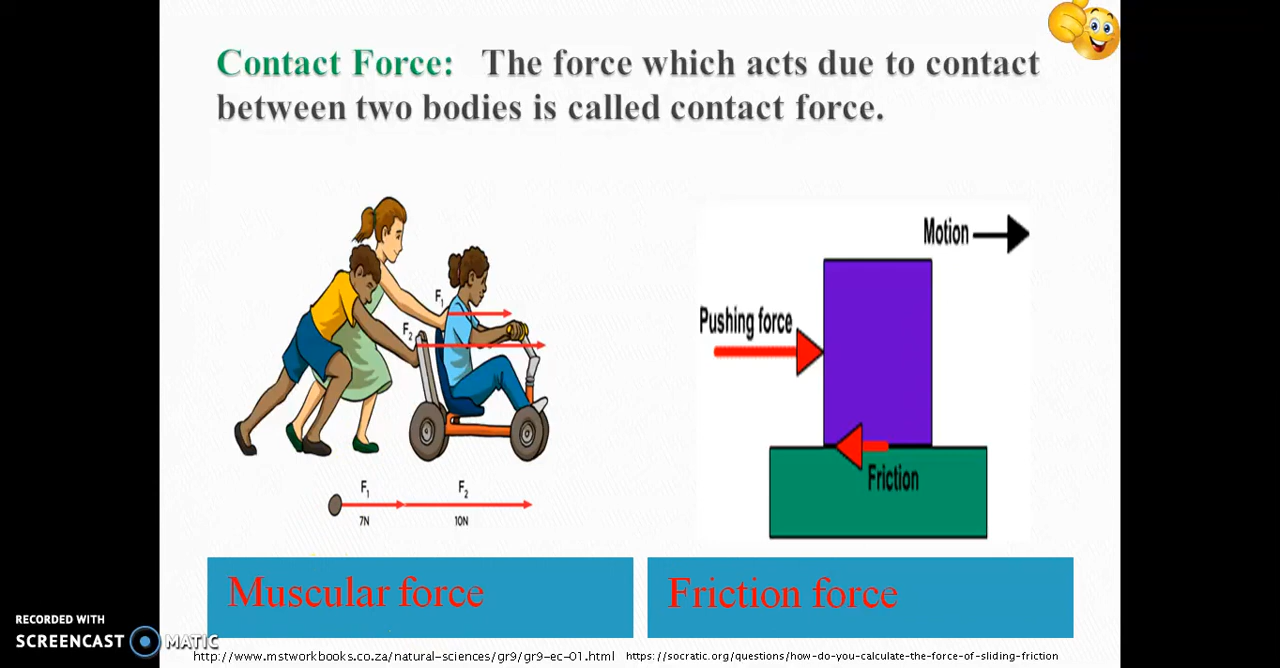 Contact Force: The force which acts due to contact
between two bodies is called contact force.
F1
F2
F1
F2
7N
10N
Motion
Pushing force
Friction
Muscular force
Friction force
RECORDED WITH
SCREENCAST MATIC
http://www.mstworkbooks.co.za/natural-sciences/gr9/gr9-ec-01.html
https://socratic.org/questions/how-do-you-calculate-the-force-of-sliding-friction